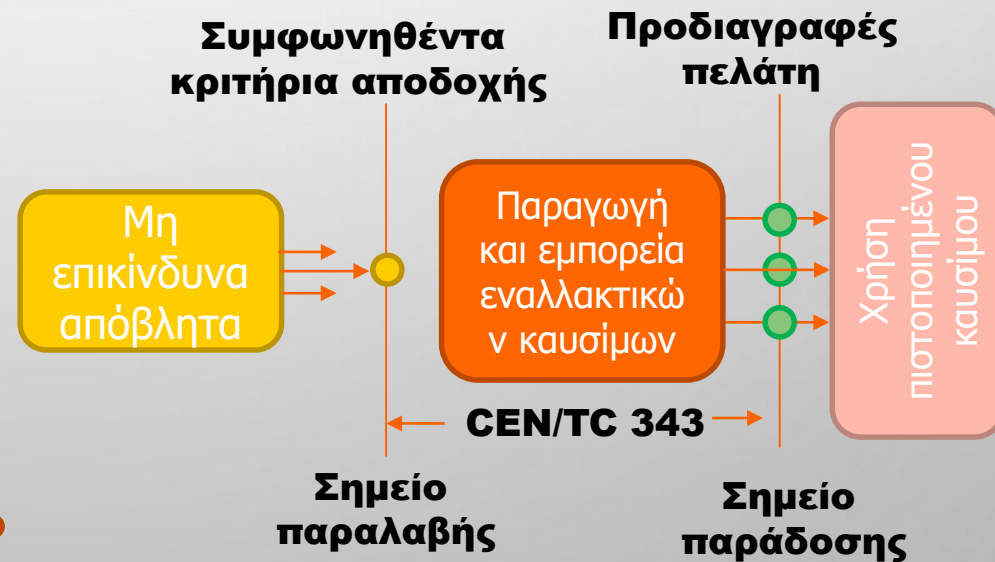 Συμφωνηθέντα
κριτήρια αποδοχής
Προδιαγραφές
πελάτη
Μη
επικίνδυνα
απόβλητα
Παραγωγή
και εμπορεία
εναλλακτικώ
ν καυσίμων
Χρήση
πιστοποιημένου
καυσίμου
CEN/TC 343
Σημείο
παραλαβής
Σημείο
παράδοσης